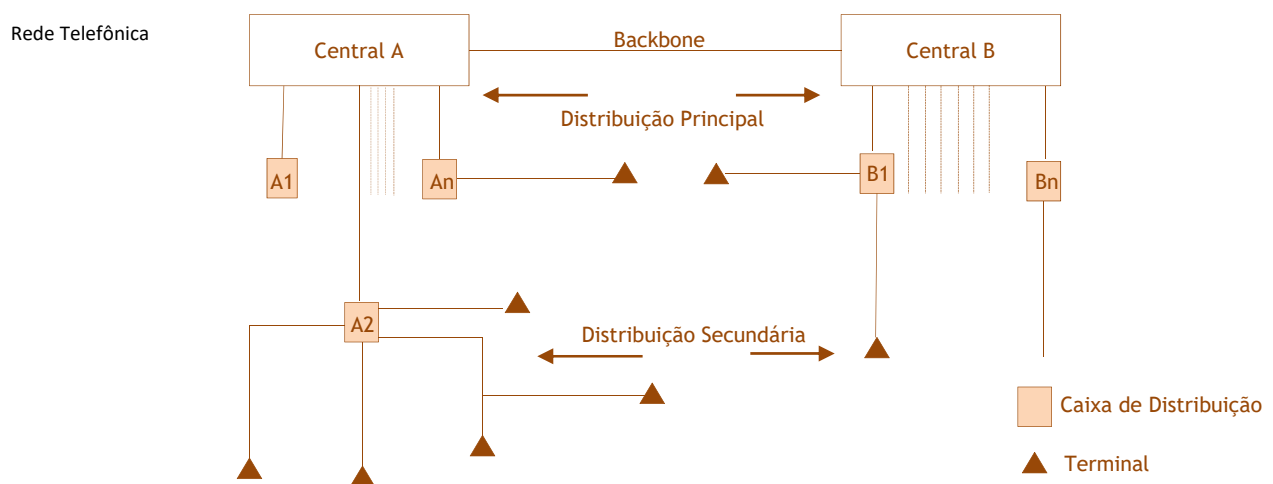 Rede Telefônica
Central A
Backbone
Central B
Distribuição Principal
A1
An
B1
Bn
A2
Distribuição Secundária
Caixa de Distribuição
Terminal